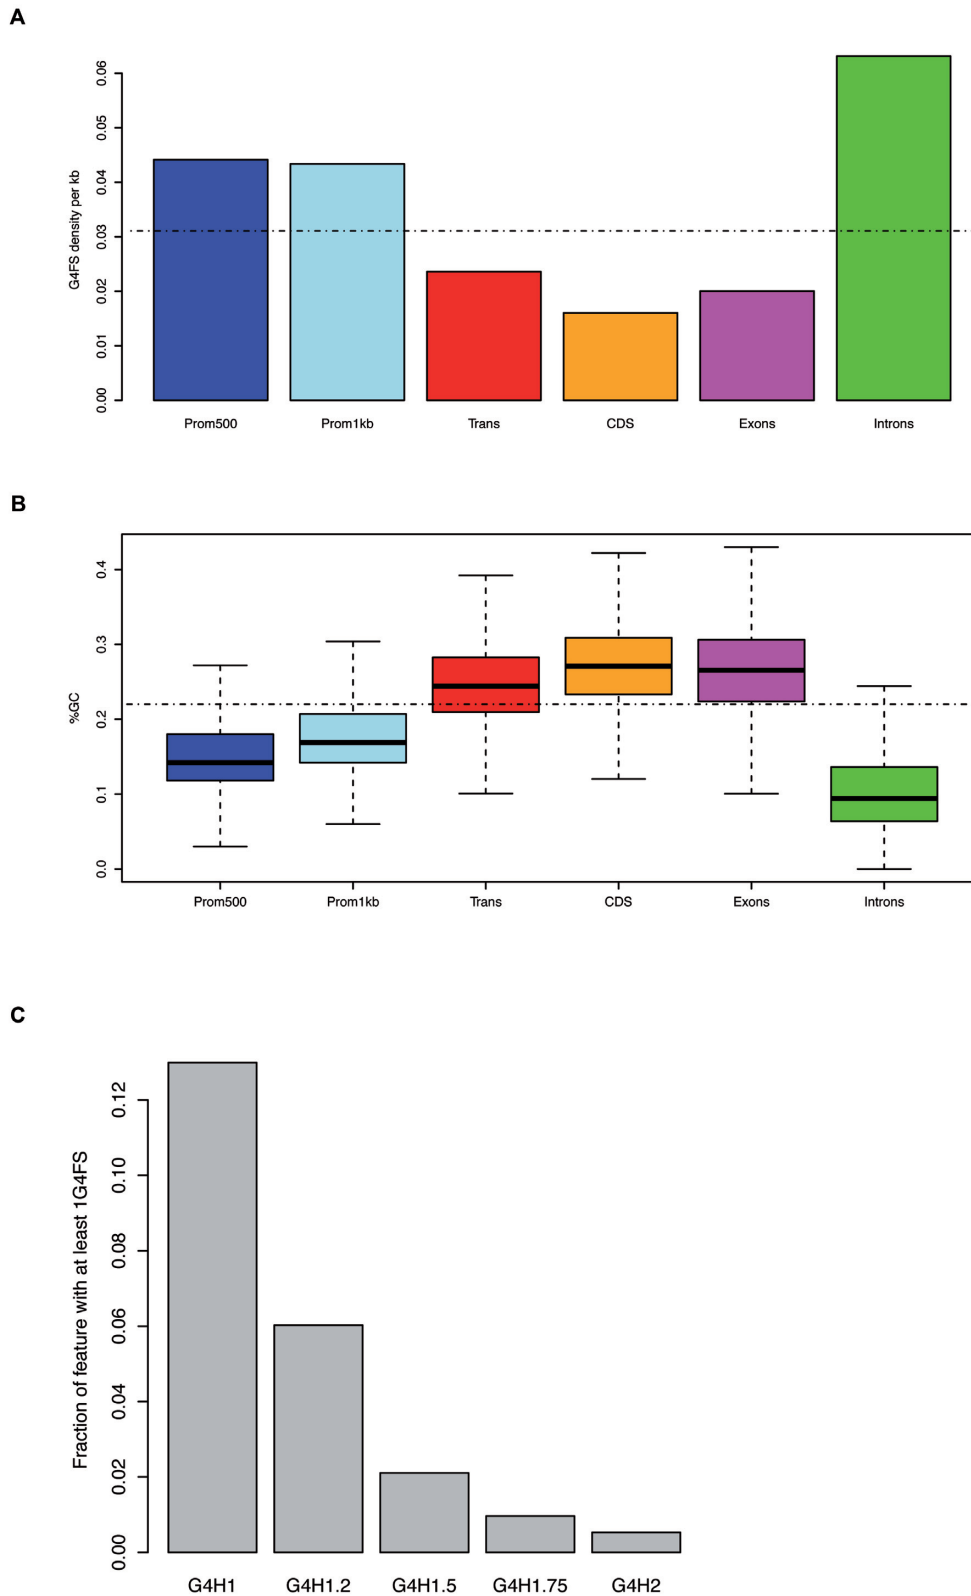 A
G4FS density per kb
0.06
0.05
0.04
0.03
0.02
0.01
0.00
Prom500 Prom1kb Trans CDS Exons Introns
B
%GC
0.4
0.3
0.2
0.1
0.0
Prom500 Prom1kb Trans CDS Exons Introns
C
Fraction of feature with at least 1G4FS
0.12
0.10
0.08
0.06
0.04
0.02
0.00
G4H1 G4H1.2 G4H1.5 G4H1.75 G4H2